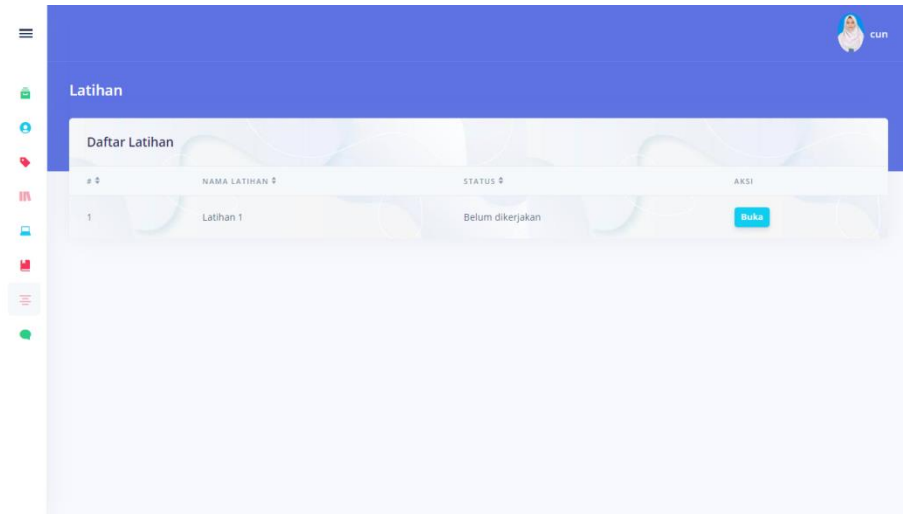 cun
Latihan
Daftar Latihan
# NAMA LATIHAN STATUS AKSI
1 Latihan 1 Belum dikerjakan Buka